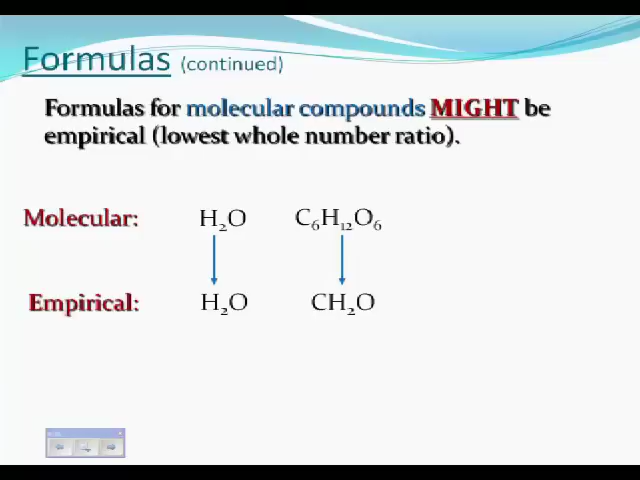 Formulas (continued)
Formulas for molecular compounds MIGHT be
empirical (lowest whole number ratio).
Molecular: H₂O C₆H₁₂O₆
Empirical: H₂O CH₂O